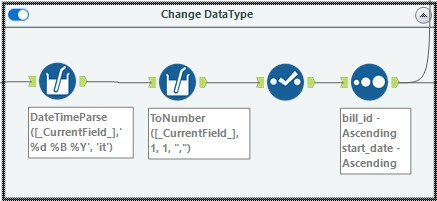 Change DataType
DateTimeParse
([_CurrentField_],'
%d %B %Y', 'it')
ToNumber
([_CurrentField_],
1, 1, ",")
bill_id -
Ascending
start_date -
Ascending